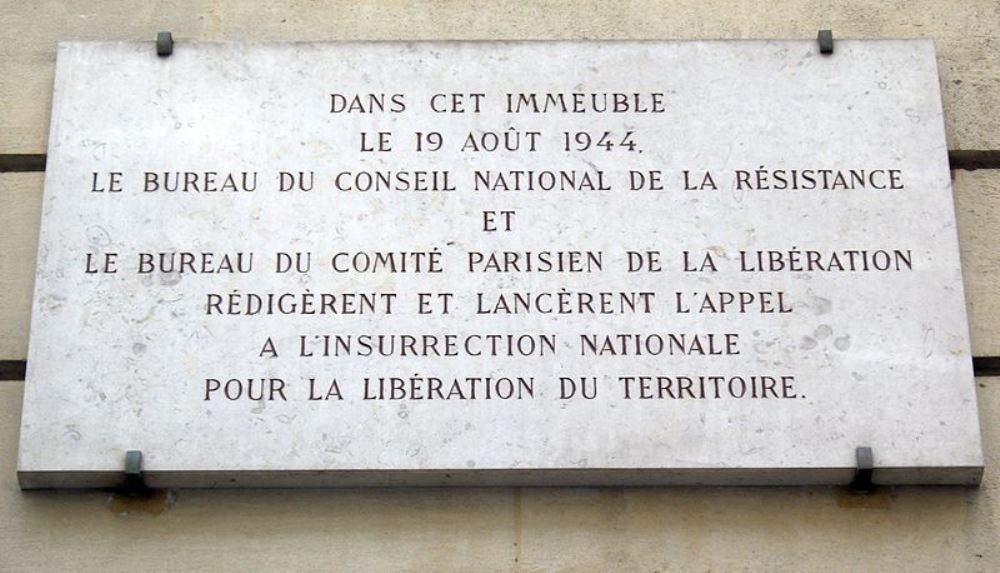 DANS CET IMMEUBLE
LE 19 AOÛT 1944.
LE BUREAU DU CONSEIL NATIONAL DE LA RÉSISTANCE
ET
LE BUREAU DU COMITÉ PARISIEN DE LA LIBÉRATION
RÉDIGÈRENT ET LANCÈRENT L'APPEL
A L'INSURRECTION NATIONALE
POUR LA LIBÉRATION DU TERRITOIRE.